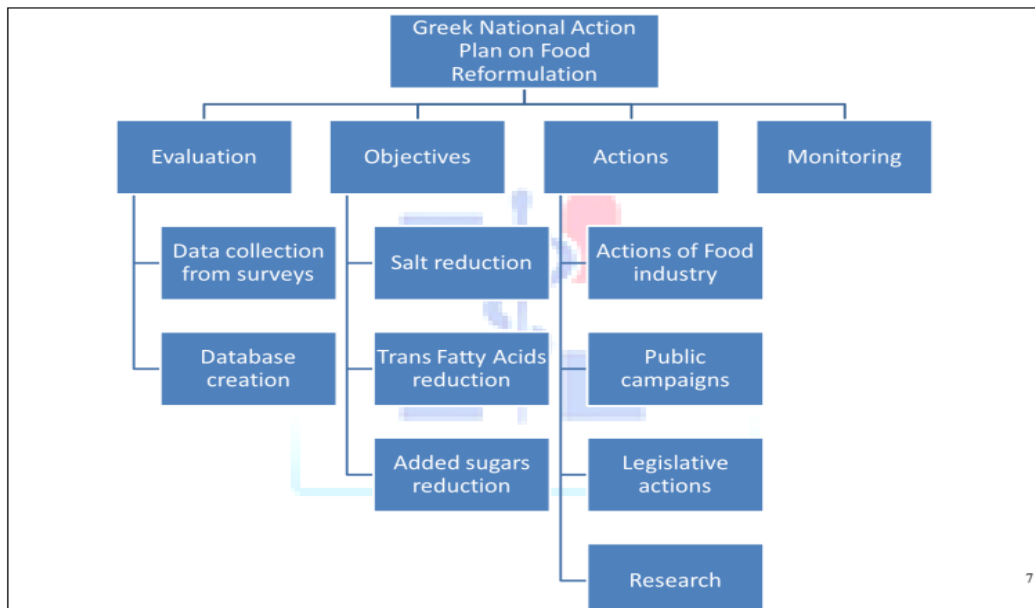 Greek National Action
Plan on Food
Reformulation
Evaluation
Objectives
Actions
Monitoring
Data collection
from surveys
Salt reduction
Actions of Food
industry
Database
creation
Trans Fatty Acids
reduction
Public
campaigns
Added sugars
reduction
Legislative
actions
Research
7